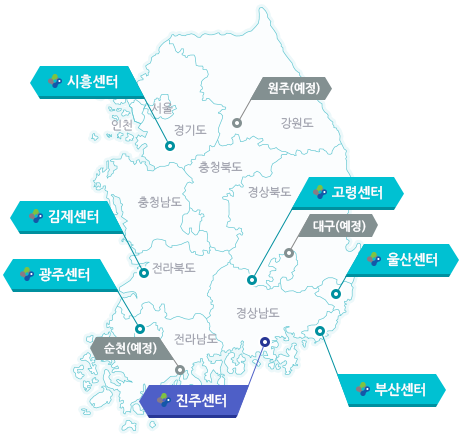 시흥센터
원주(예정)
서울
인천
경기도
강원도
충청북도
충청남도
경상북도
고령센터
김제센터
대구(예정)
울산센터
전라북도
광주센터
경상남도
전라남도
순천(예정)
부산센터
진주센터